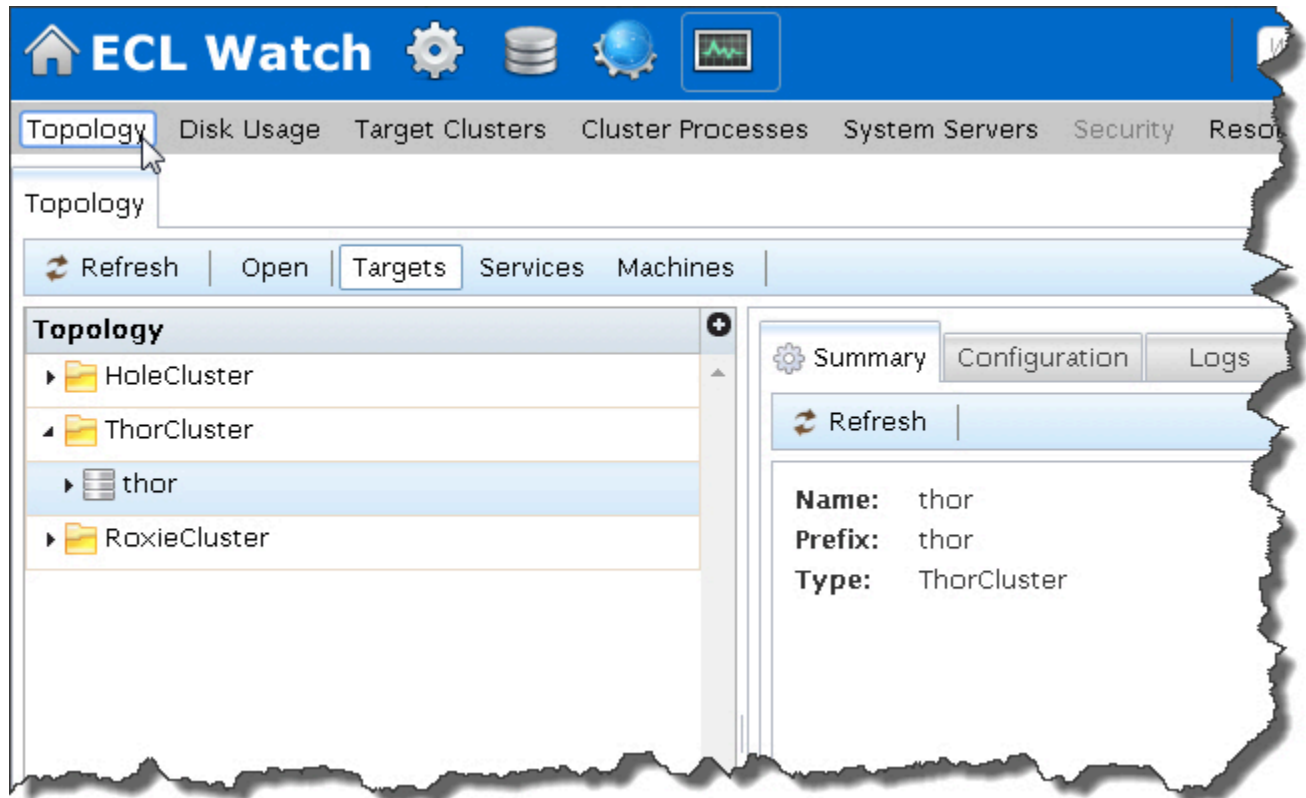 ECL Watch
Topology Disk Usage Target Clusters Cluster Processes System Servers Security
Topology
Refresh Open Targets Services Machines
Topology
Summary Configuration Logs
HoleCluster
ThorCluster
thor
RoxieCluster
Refresh
Name: thor
Prefix: thor
Type: ThorCluster